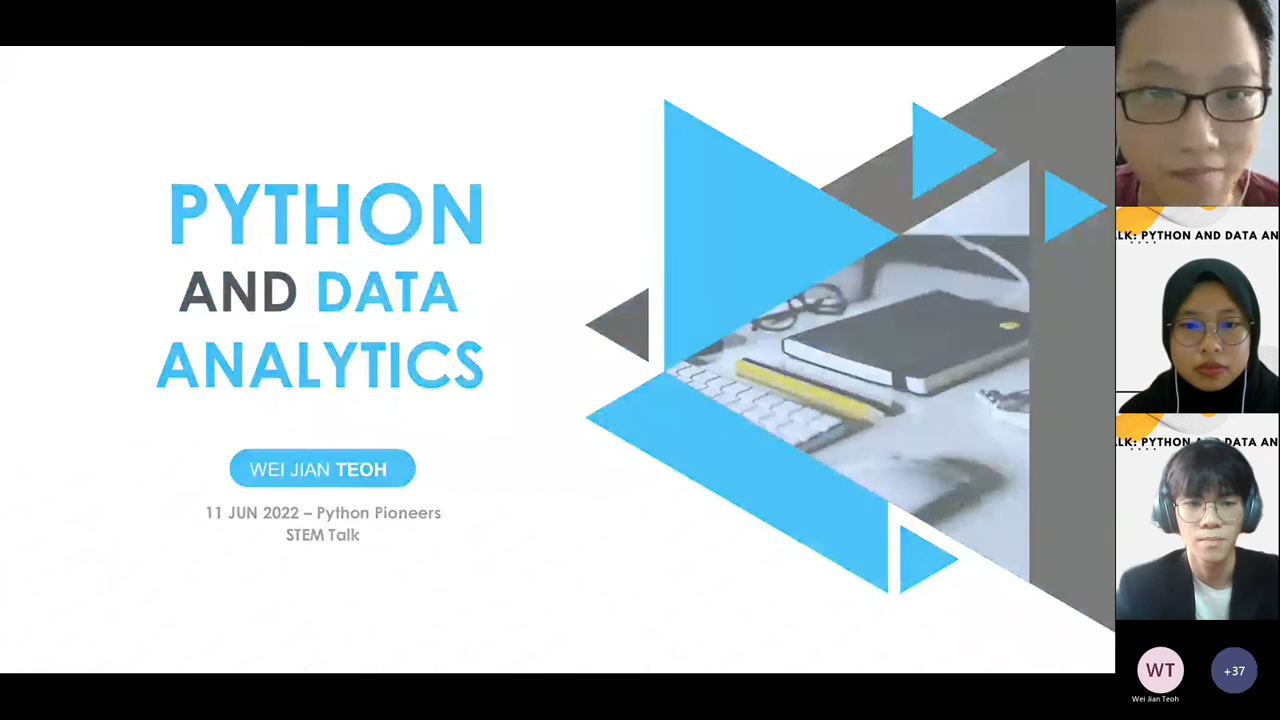 PYTHON
AND DATA
ANALYTICS
WEI JIAN TEOH
11 JUN 2022 – Python Pioneers
STEM Talk
LK: PYTHON AND DATA AN
LK: PYTHON AND DATA AN
WT
Wei Jian Teoh
+37